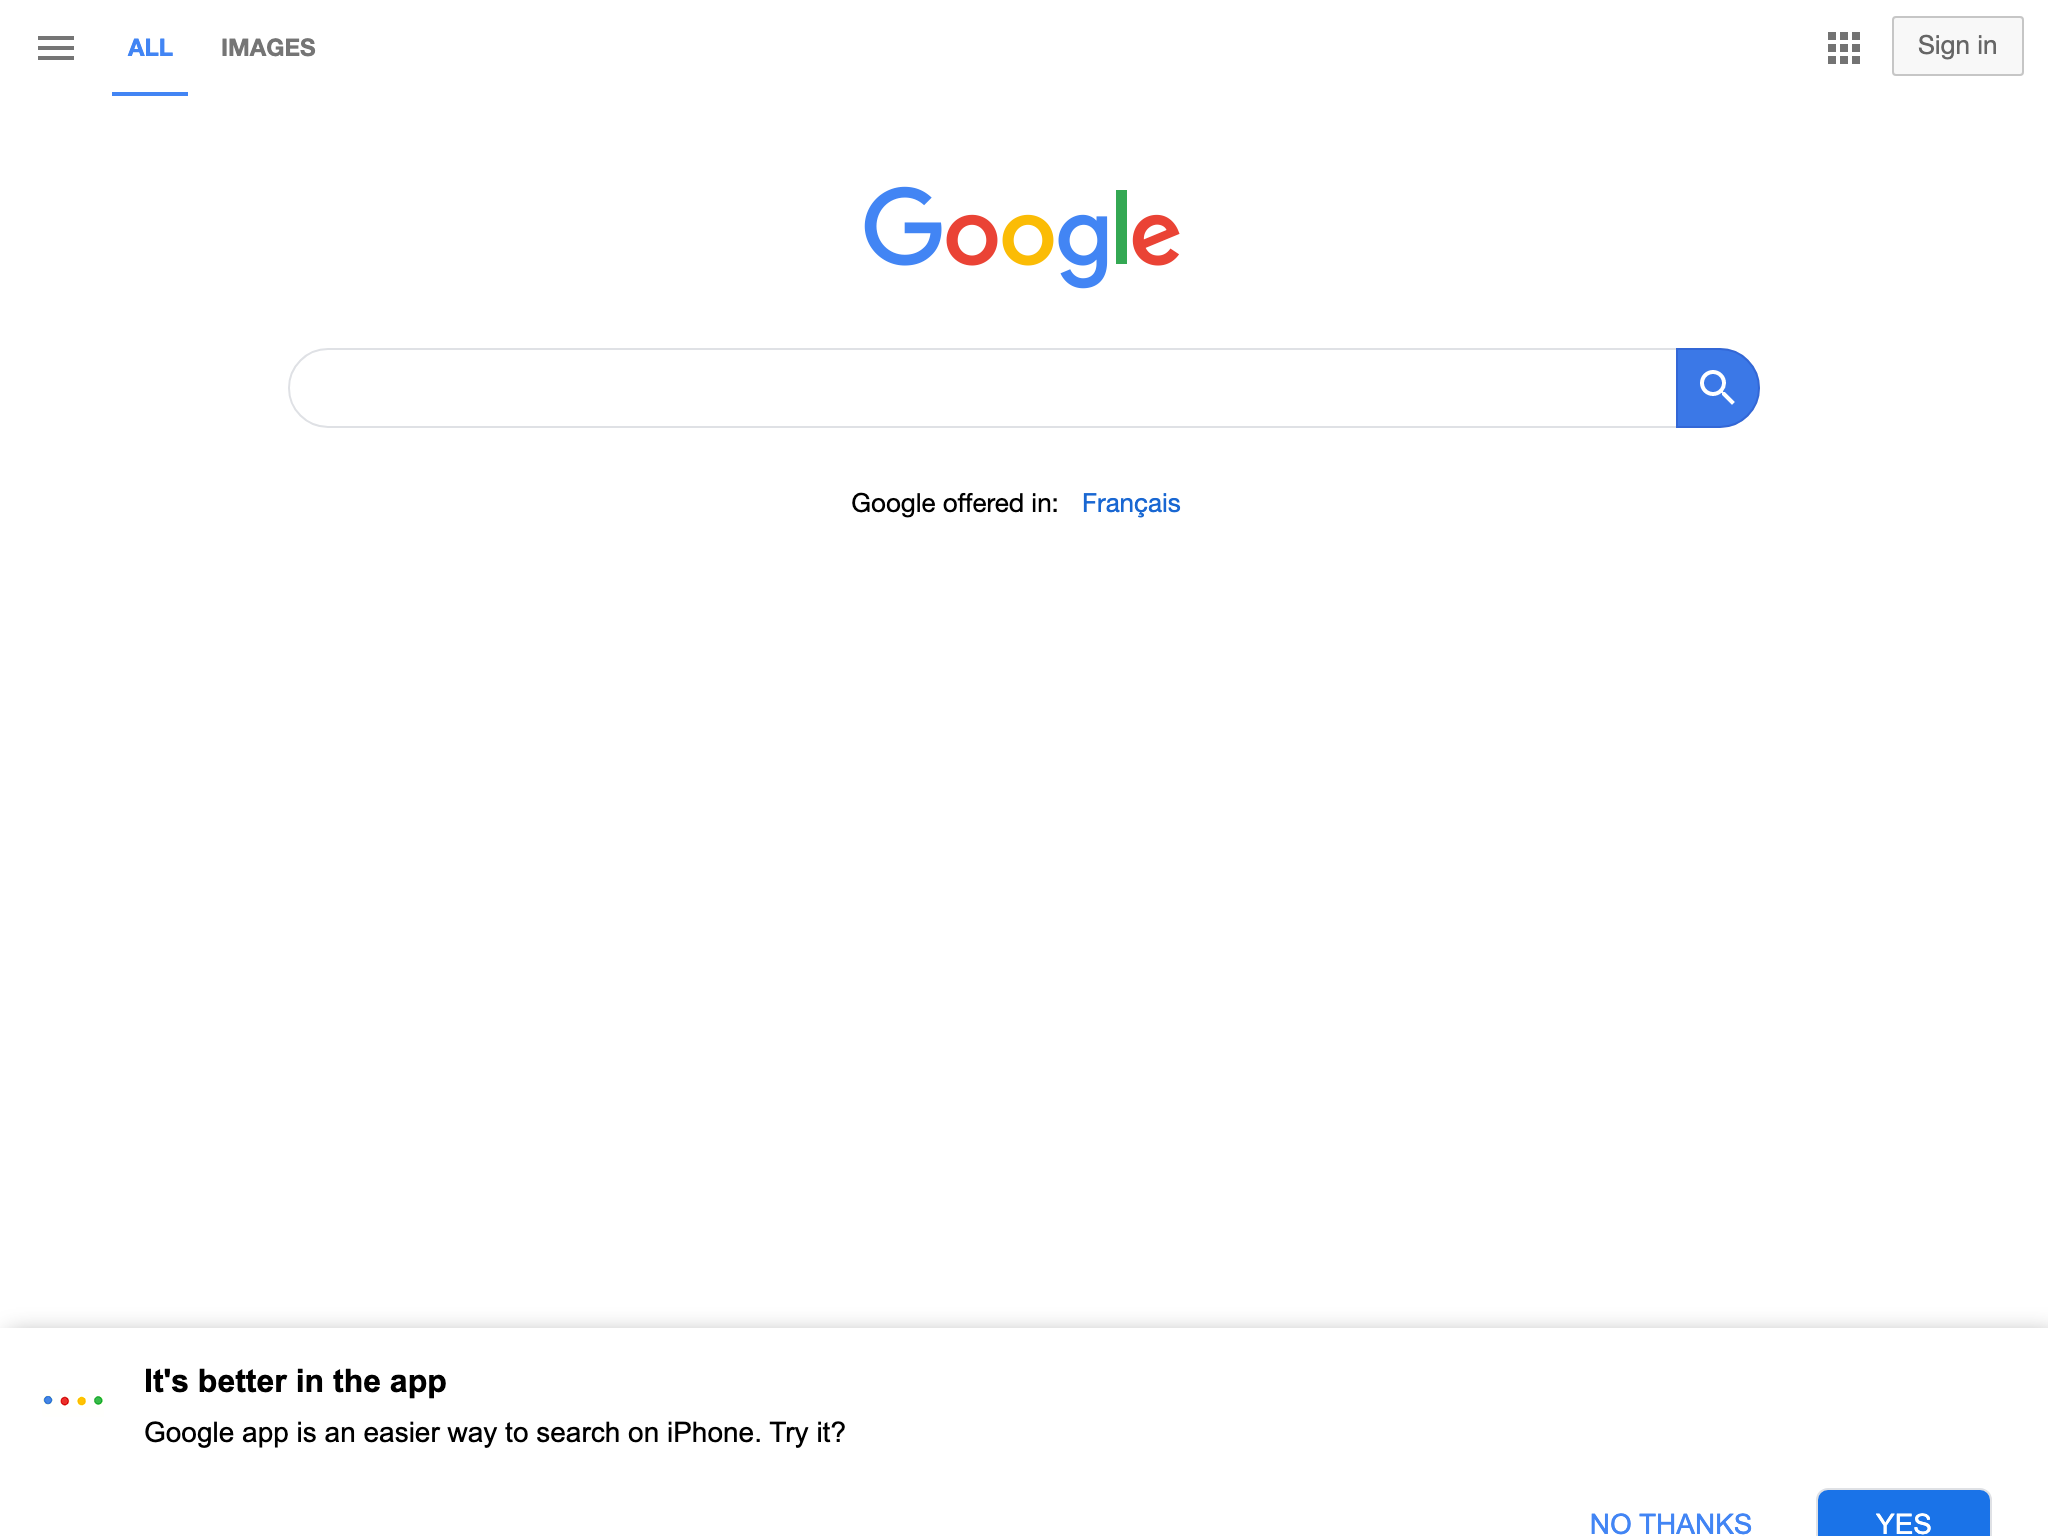 ALL IMAGES Sign in
Google
Google offered in: Français
It's better in the app
Google app is an easier way to search on iPhone. Try it?
NO THANKS YES